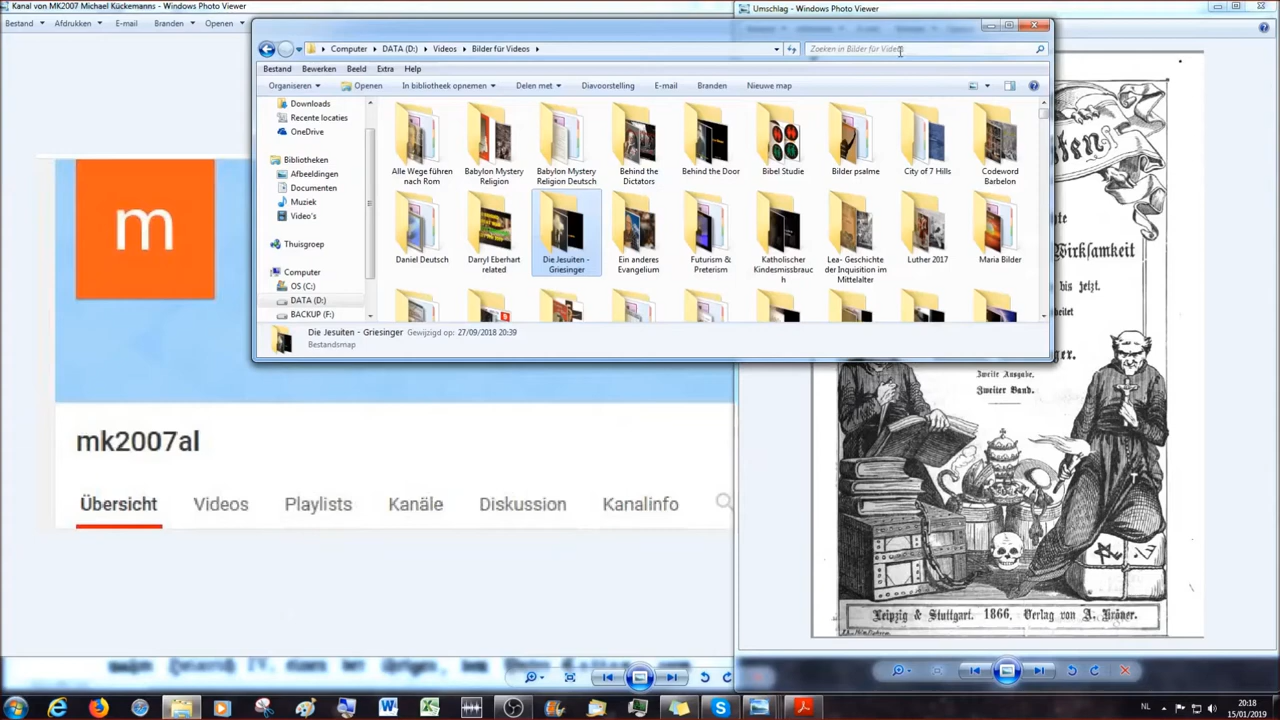 Kanal von MK2007 Michael Kückemanns - Windows Photo Viewer
Bestand
Afdrukken
E-mail
Branden
Openen
Umschlag - Windows Photo Viewer
Computer
DATA (D:)
Videos
Bilder für Videos
Zoeken in Bilder für Videos
Bestand
Bewerken
Beeld
Extra
Help
Organiseren
Openen
In bibliotheek opnemen
Delen met
Diavoorstelling
E-mail
Branden
Nieuwe map
Downloads
Recente locaties
OneDrive
Bibliotheken
Afbeeldingen
Documenten
Muziek
Video's
Thuisgroep
Computer
OS (C:)
DATA (D:)
BACKUP (F:)
Alle Wege führen
nach Rom
Babylon Mystery
Religion
Babylon Mystery
Religion Deutsch
Behind the
Dictators
Behind the Door
Bibel Studie
Bilder psalme
City of 7 Hills
Codeword
Barbelon
Daniel Deutsch
Darryl Eberhart
related
Die Jesuiten -
Griesinger
Ein anderes
Evangelium
Futurism &
Preterism
Katholischer
Kindesmissbrauc
h
Lea- Geschichte
der Inquisition im
Mittelalter
Luther 2017
Maria Bilder
Die Jesuiten - Griesinger
Gewijzigd op: 27/09/2018 20:39
Bestandsmap
m
mk2007al
Übersicht
Videos
Playlists
Kanäle
Diskussion
Kanalinfo
Wirksamkeit
bis jetzt.
Zweite Ausgabe.
Zweiter Band.
Leipzig & Stuttgart. 1866, Verlag von A. Kröner.
NL
20:18
15/01/2019